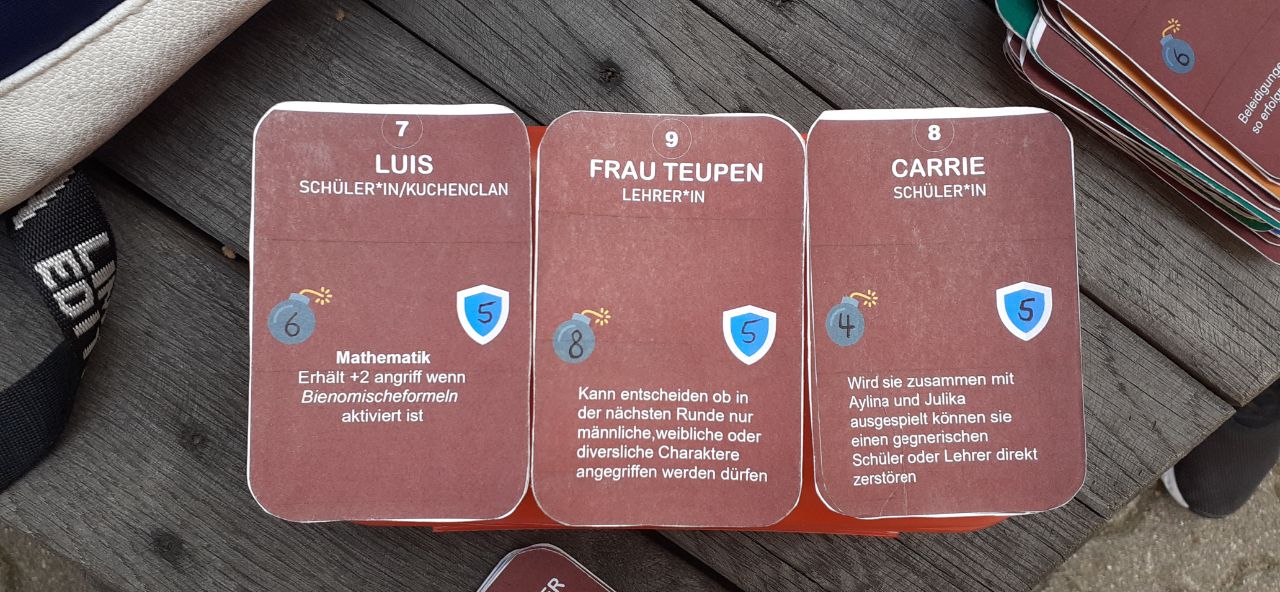 7
LUIS
SCHÜLER*IN/KUCHENCLAN
6
5
Mathematik
Erhält +2 angriff wenn
Bienomischeformeln
aktiviert ist
9
FRAU TEUPEN
LEHRER*IN
8
5
Kann entscheiden ob in
der nächsten Runde nur
männliche,weibliche oder
diversliche Charaktere
angegriffen werden dürfen
8
CARRIE
SCHÜLER*IN
4
5
Wird sie zusammen mit
Aylina und Julika
ausgespielt können sie
einen gegnerischen
Schüler oder Lehrer direkt
zerstören
6
Beleidigungen
so